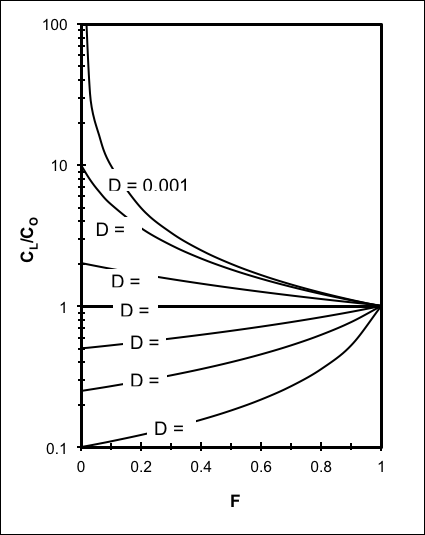 100
10
1
0.1
C_L/C_O
D = 0.001
D =
D =
D =
D =
D =
D =
0 0.2 0.4 0.6 0.8 1
F